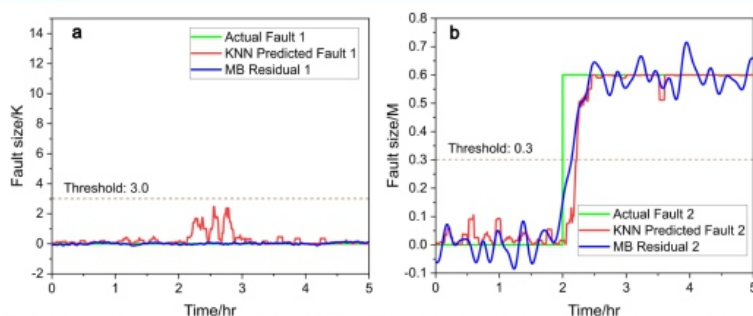 a
Actual Fault 1
KNN Predicted Fault 1
MB Residual 1
Threshold: 3.0
Fault size/K
14
12
10
8
6
4
2
0
-2
0 1 2 3 4 5
Time/hr
b
Threshold: 0.3
Actual Fault 2
KNN Predicted Fault 2
MB Residual 2
Fault size/M
0.8
0.7
0.6
0.5
0.4
0.3
0.2
0.1
0.0
-0.1
0 1 2 3 4 5
Time/hr